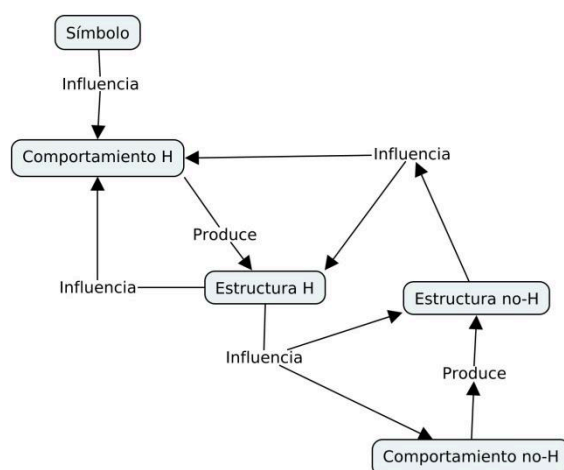 Símbolo
Influencia
Comportamiento H
Influencia
Produce
Influencia
Estructura H
Estructura no-H
Influencia
Produce
Comportamiento no-H